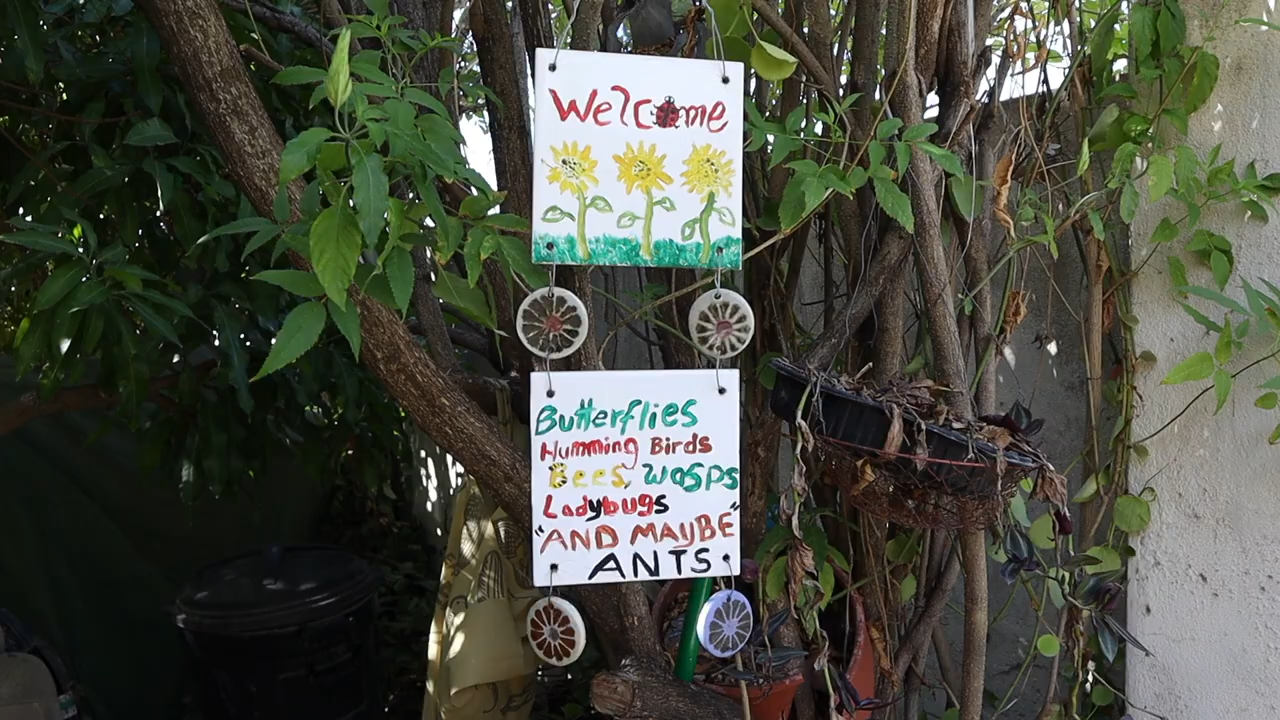 Welcome
Butterflies
Humming Birds
Bees, Wasps
Ladybugs
"AND MAYBE"
ANTS